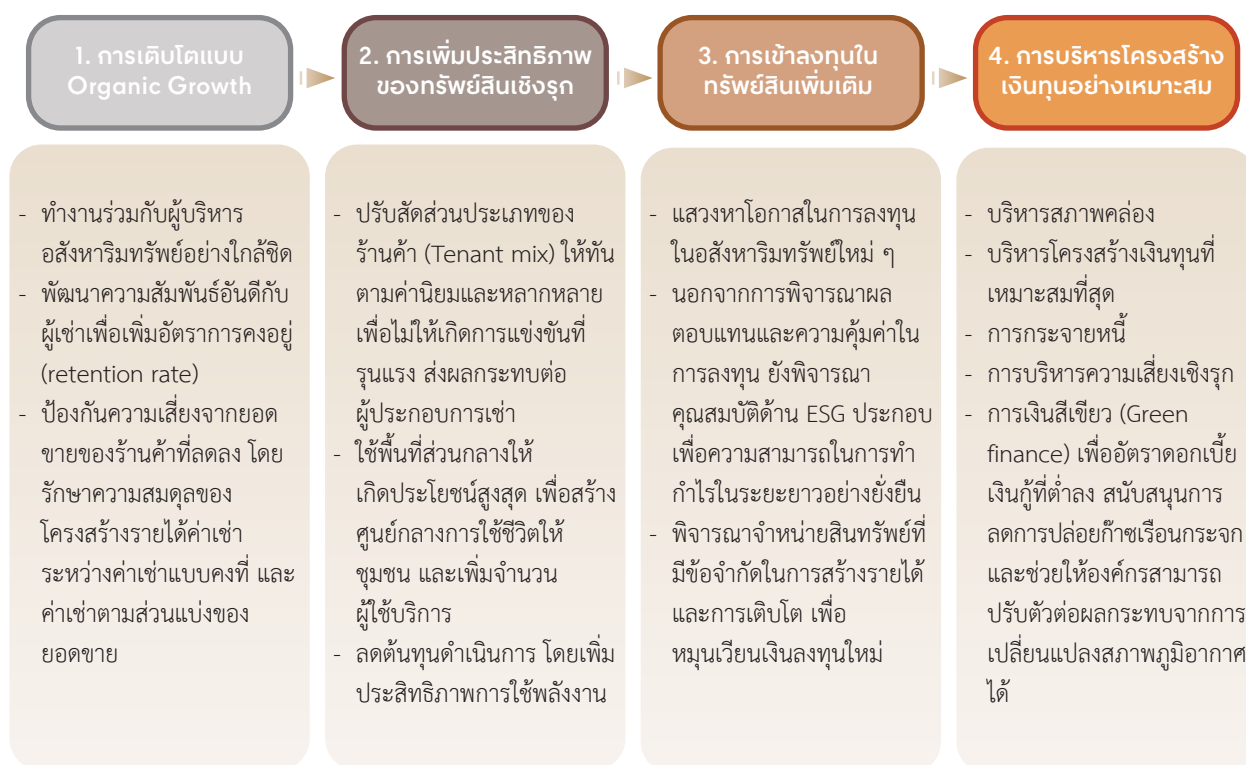 1. การเติบโตแบบ
Organic Growth
2. การเพิ่มประสิทธิภาพ
ของทรัพย์สินเชิงรุก
3. การเข้าลงทุนใน
ทรัพย์สินเพิ่มเติม
4. การบริหารโครงสร้าง
เงินทุนอย่างเหมาะสม
- ทำงานร่วมกับผู้บริหาร
อสังหาริมทรัพย์อย่างใกล้ชิด
- พัฒนาความสัมพันธ์อันดีกับ
ผู้เช่าเพื่อเพิ่มอัตราการคงอยู่
(retention rate)
- ป้องกันความเสี่ยงจากยอด
ขายของร้านค้าที่ลดลง โดย
รักษาความสมดุลของ
โครงสร้างรายได้ค่าเช่า
ระหว่างค่าเช่าแบบคงที่ และ
ค่าเช่าตามส่วนแบ่งของ
ยอดขาย
- ปรับสัดส่วนประเภทของ
ร้านค้า (Tenant mix) ให้ทัน
ตามค่านิยมและหลากหลาย
เพื่อไม่ให้เกิดการแข่งขันที่
รุนแรง ส่งผลกระทบต่อ
ผู้ประกอบการเช่า
- ใช้พื้นที่ส่วนกลางให้
เกิดประโยชน์สูงสุด เพื่อสร้าง
ศูนย์กลางการใช้ชีวิตให้
ชุมชน และเพิ่มจำนวน
ผู้ใช้บริการ
- ลดต้นทุนดำเนินการ โดยเพิ่ม
ประสิทธิภาพการใช้พลังงาน
- แสวงหาโอกาสในการลงทุน
ในอสังหาริมทรัพย์ใหม่ ๆ
- นอกจากการพิจารณาผล
ตอบแทนและความคุ้มค่าใน
การลงทุน ยังพิจารณา
คุณสมบัติด้าน ESG ประกอบ
เพื่อความสามารถในการทำ
กำไรในระยะยาวอย่างยั่งยืน
- พิจารณาจำหน่ายสินทรัพย์ที่
มีข้อจำกัดในการสร้างรายได้
และการเติบโต เพื่อ
หมุนเวียนเงินลงทุนใหม่
- บริหารสภาพคล่อง
- บริหารโครงสร้างเงินทุนที่
เหมาะสมที่สุด
- การกระจายหนี้
- การบริหารความเสี่ยงเชิงรุก
- การเงินสีเขียว (Green
finance) เพื่ออัตราดอกเบี้ย
เงินกู้ที่ต่ำลง สนับสนุนการ
ลดการปล่อยก๊าซเรือนกระจก
และช่วยให้องค์กรสามารถ
ปรับตัวต่อผลกระทบจากการ
เปลี่ยนแปลงสภาพภูมิอากาศ
ได้